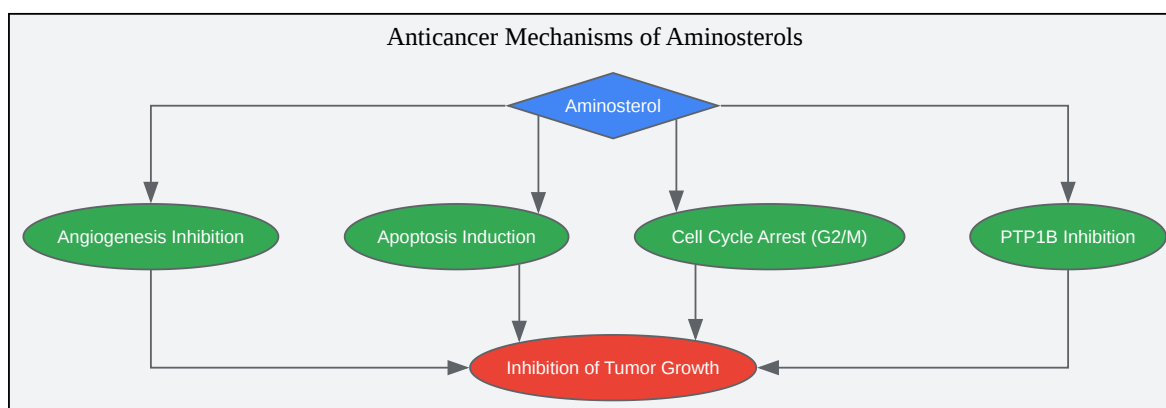 Anticancer Mechanisms of Aminosterols
Aminosterol
Angiogenesis Inhibition
Apoptosis Induction
Cell Cycle Arrest (G2/M)
PTP1B Inhibition
Inhibition of Tumor Growth